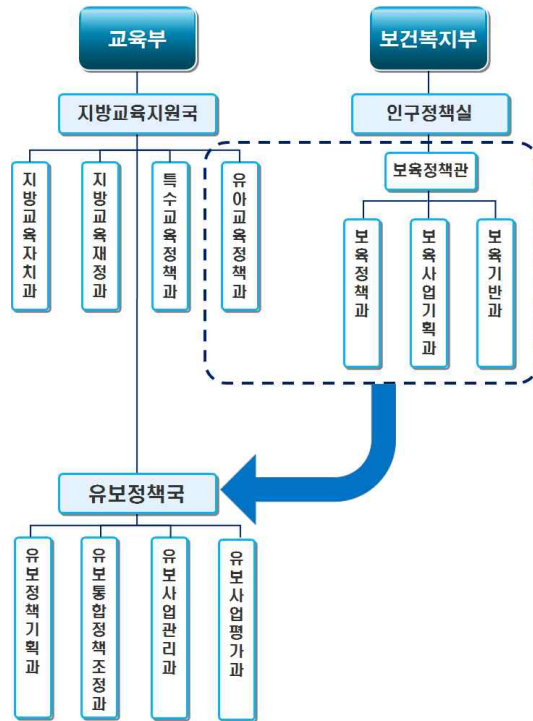 교육부
보건복지부
지방교육지원국
인구정책실
보육정책관
지방교육자치과
지방교육재정과
특수교육정책과
유아교육정책과
보육정책과
보육사업기획과
보육기반과
유보정책국
유보정책기획과
유보통합정책조정과
유보사업관리과
유보사업평가과